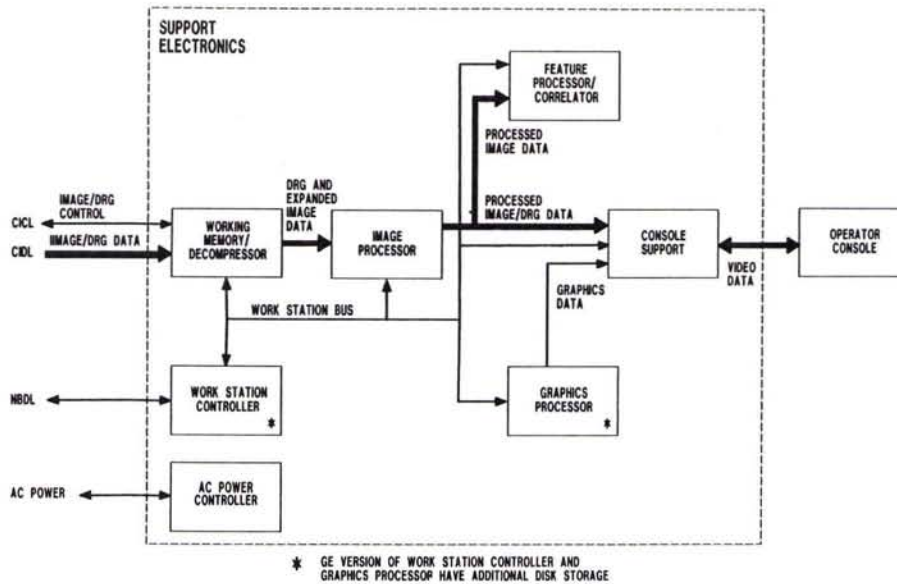 SUPPORT
ELECTRONICS
FEATURE
PROCESSOR/
CORRELATOR
PROCESSED
IMAGE DATA
DRG AND
EXPANDED
IMAGE
DATA
PROCESSED
IMAGE/DRG DATA
IMAGE/DRG
CONTROL
CICL
CIDL
IMAGE/DRG DATA
WORKING
MEMORY/
DECOMPRESSOR
IMAGE
PROCESSOR
CONSOLE
SUPPORT
OPERATOR
CONSOLE
VIDEO
DATA
GRAPHICS
DATA
WORK STATION BUS
NBDL
WORK STATION
CONTROLLER
*
GRAPHICS
PROCESSOR
*
AC POWER
AC POWER
CONTROLLER
* GE VERSION OF WORK STATION CONTROLLER AND
GRAPHICS PROCESSOR HAVE ADDITIONAL DISK STORAGE